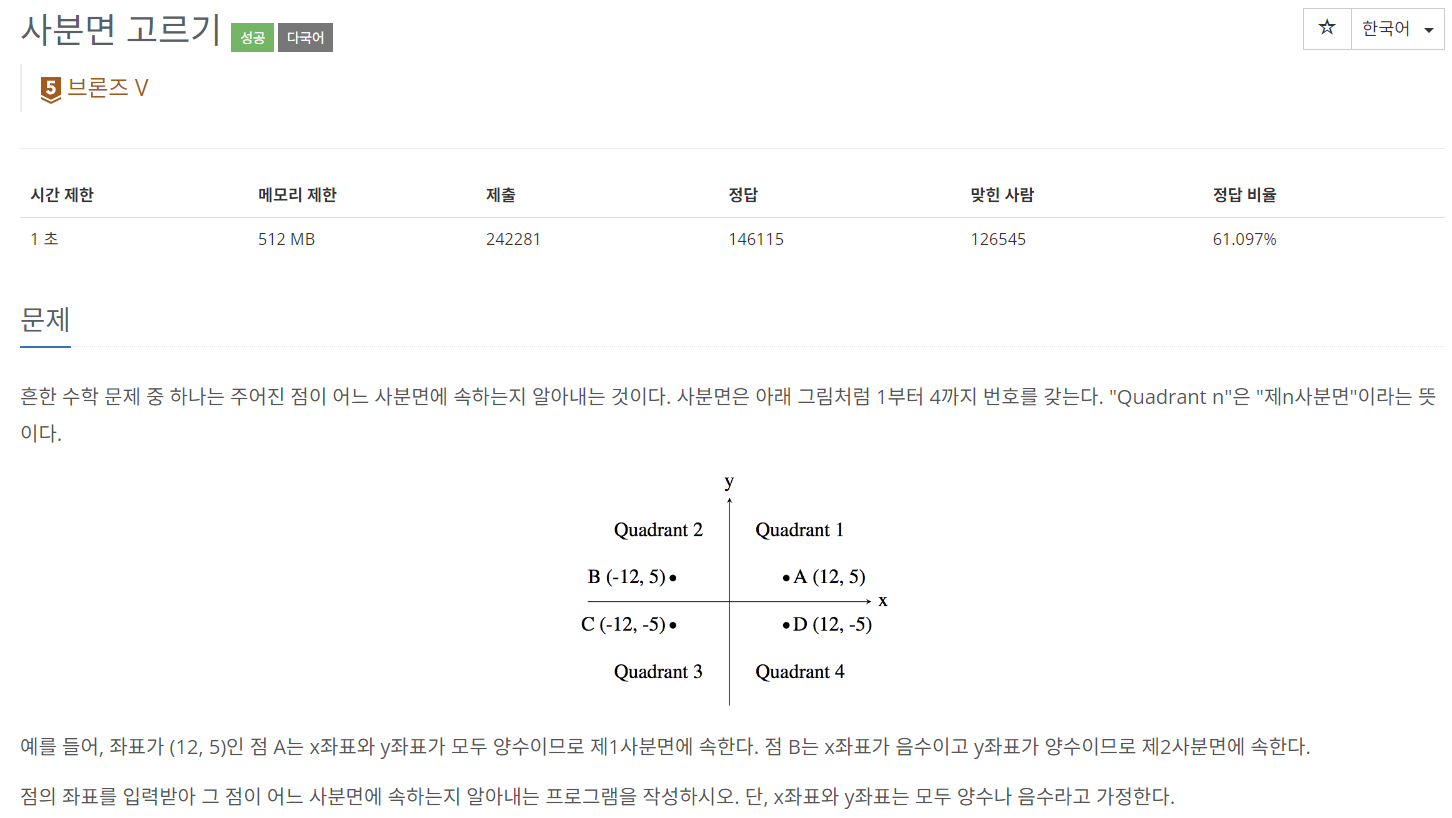 사분면 고르기 성공 다국어
☆ 한국어
5 브론즈 V
시간 제한 메모리 제한 제출 정답 맞힌 사람 정답 비율
1 초 512 MB 242281 146115 126545 61.097%
문제
흔한 수학 문제 중 하나는 주어진 점이 어느 사분면에 속하는지 알아내는 것이다. 사분면은 아래 그림처럼 1부터 4까지 번호를 갖는다. "Quadrant n"은 "제n사분면"이라는 뜻
이다.
y
Quadrant 2 Quadrant 1
B (-12, 5) A (12, 5)
x
C (-12, -5) D (12, -5)
Quadrant 3 Quadrant 4
예를 들어, 좌표가 (12, 5)인 점 A는 x좌표와 y좌표가 모두 양수이므로 제1사분면에 속한다. 점 B는 x좌표가 음수이고 y좌표가 양수이므로 제2사분면에 속한다.
점의 좌표를 입력받아 그 점이 어느 사분면에 속하는지 알아내는 프로그램을 작성하시오. 단, x좌표와 y좌표는 모두 양수나 음수라고 가정한다.